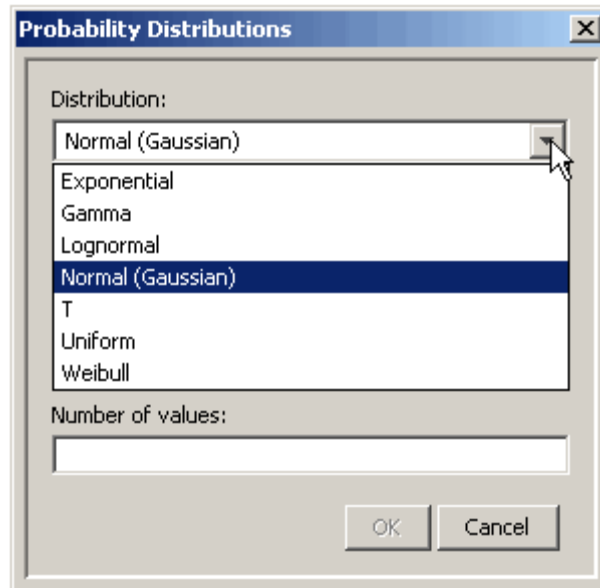 Probability Distributions
Distribution:
Normal (Gaussian)
Exponential
Gamma
Lognormal
Normal (Gaussian)
T
Uniform
Weibull
Number of values:
OK
Cancel